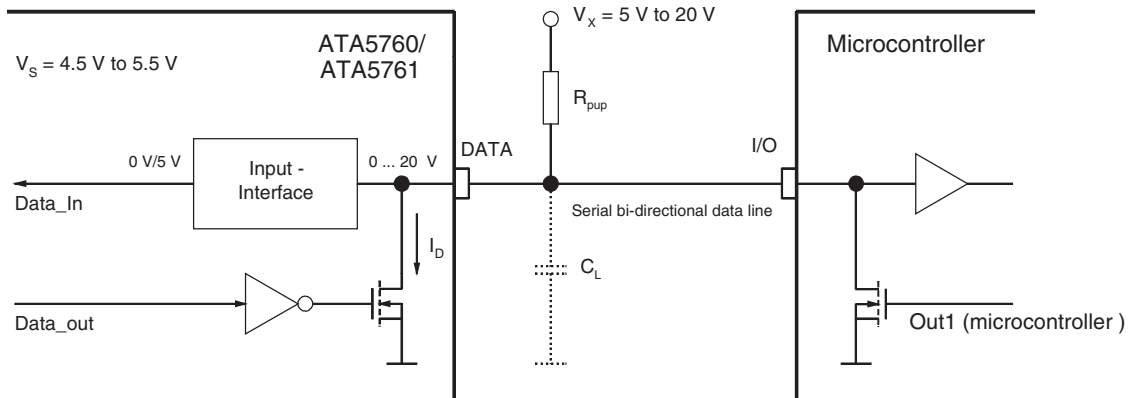 V_X = 5 V to 20 V
ATA5760/
ATA5761
Microcontroller
V_S = 4.5 V to 5.5 V
R_pup
DATA
I/O
0 V/5 V
Input -
Interface
0 ... 20 V
Data_In
Serial bi-directional data line
I_D
C_L
Data_out
Out1 (microcontroller )